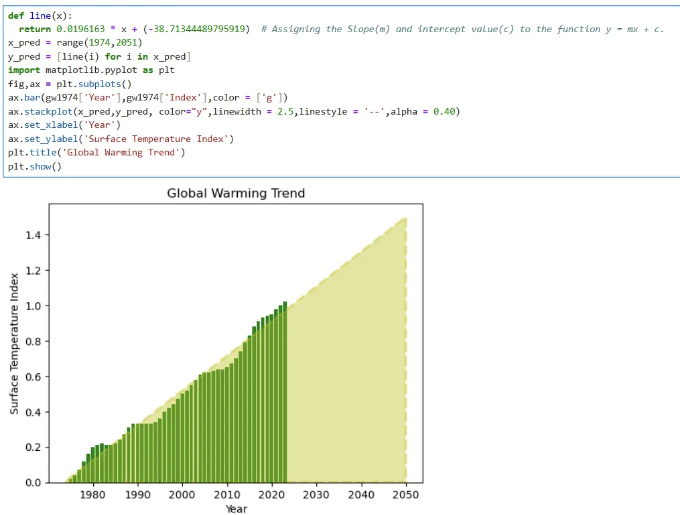 def line(x):
  return 0.0196163 * x + (-38.71344489795919)  # Assigning the Slope(m) and intercept value(c) to the function y = mx + c.
x_pred = range(1974,2051)
y_pred = [line(i) for i in x_pred]
import matplotlib.pyplot as plt
fig,ax = plt.subplots()
ax.bar(gw1974['Year'],gw1974['Index'],color = ['g'])
ax.stackplot(x_pred,y_pred, color="y",linewidth = 2.5,linestyle = '--',alpha = 0.40)
ax.set_xlabel('Year')
ax.set_ylabel('Surface Temperature Index')
plt.title('Global Warming Trend')
plt.show()
Global Warming Trend
Surface Temperature Index
1.4
1.2
1.0
0.8
0.6
0.4
0.2
0.0
1980 1990 2000 2010 2020 2030 2040 2050
Year